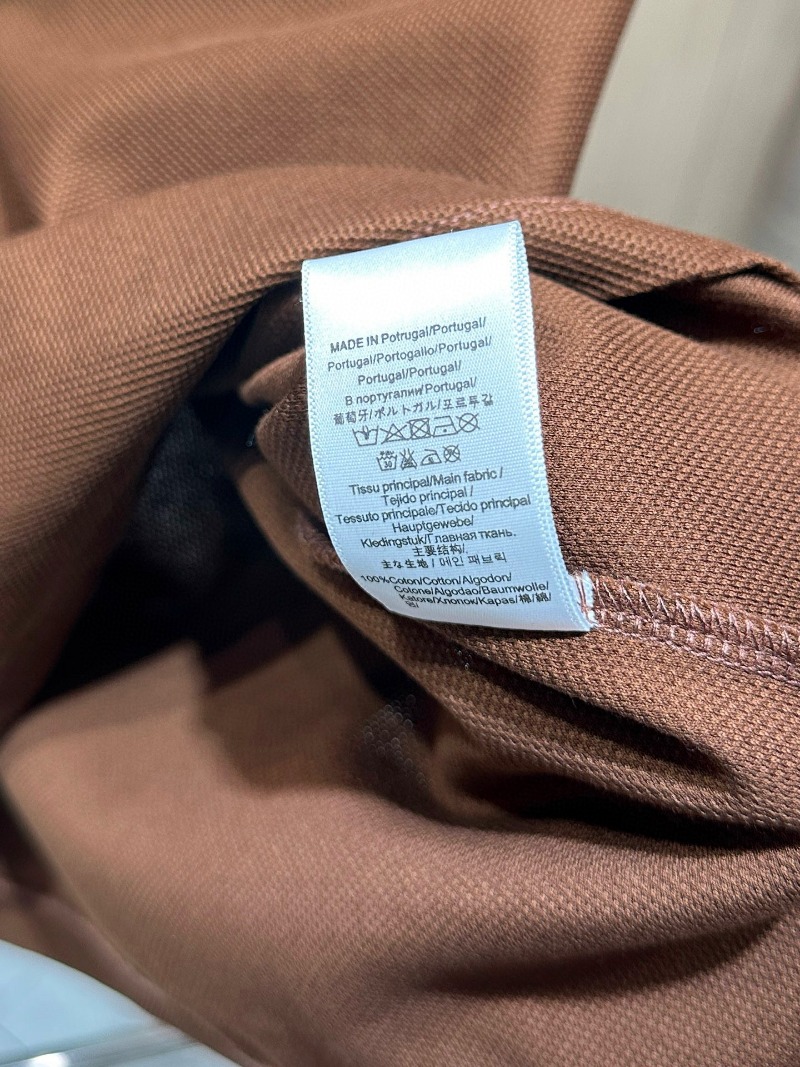 MADE IN Potrugal/Portugal/
Portugal/Portogallo/Portugal/
Portugal/Portugal/
В португалии/Portugal/
葡萄牙/ポルトガル/포르투갈
Tissu principal/Main fabric /
Tejido principal /
Tessuto principale/Tecido principal
Hauptgewebe/
Kledingstuk/Главная ткань.
主要结构/.
主な生地 / 메인 패브릭
100%Coton/Cotton/Algodon/
Colone/Algodao/Baumwolle/
Katoen/Хлопок/Kapas/棉/綿/
면/